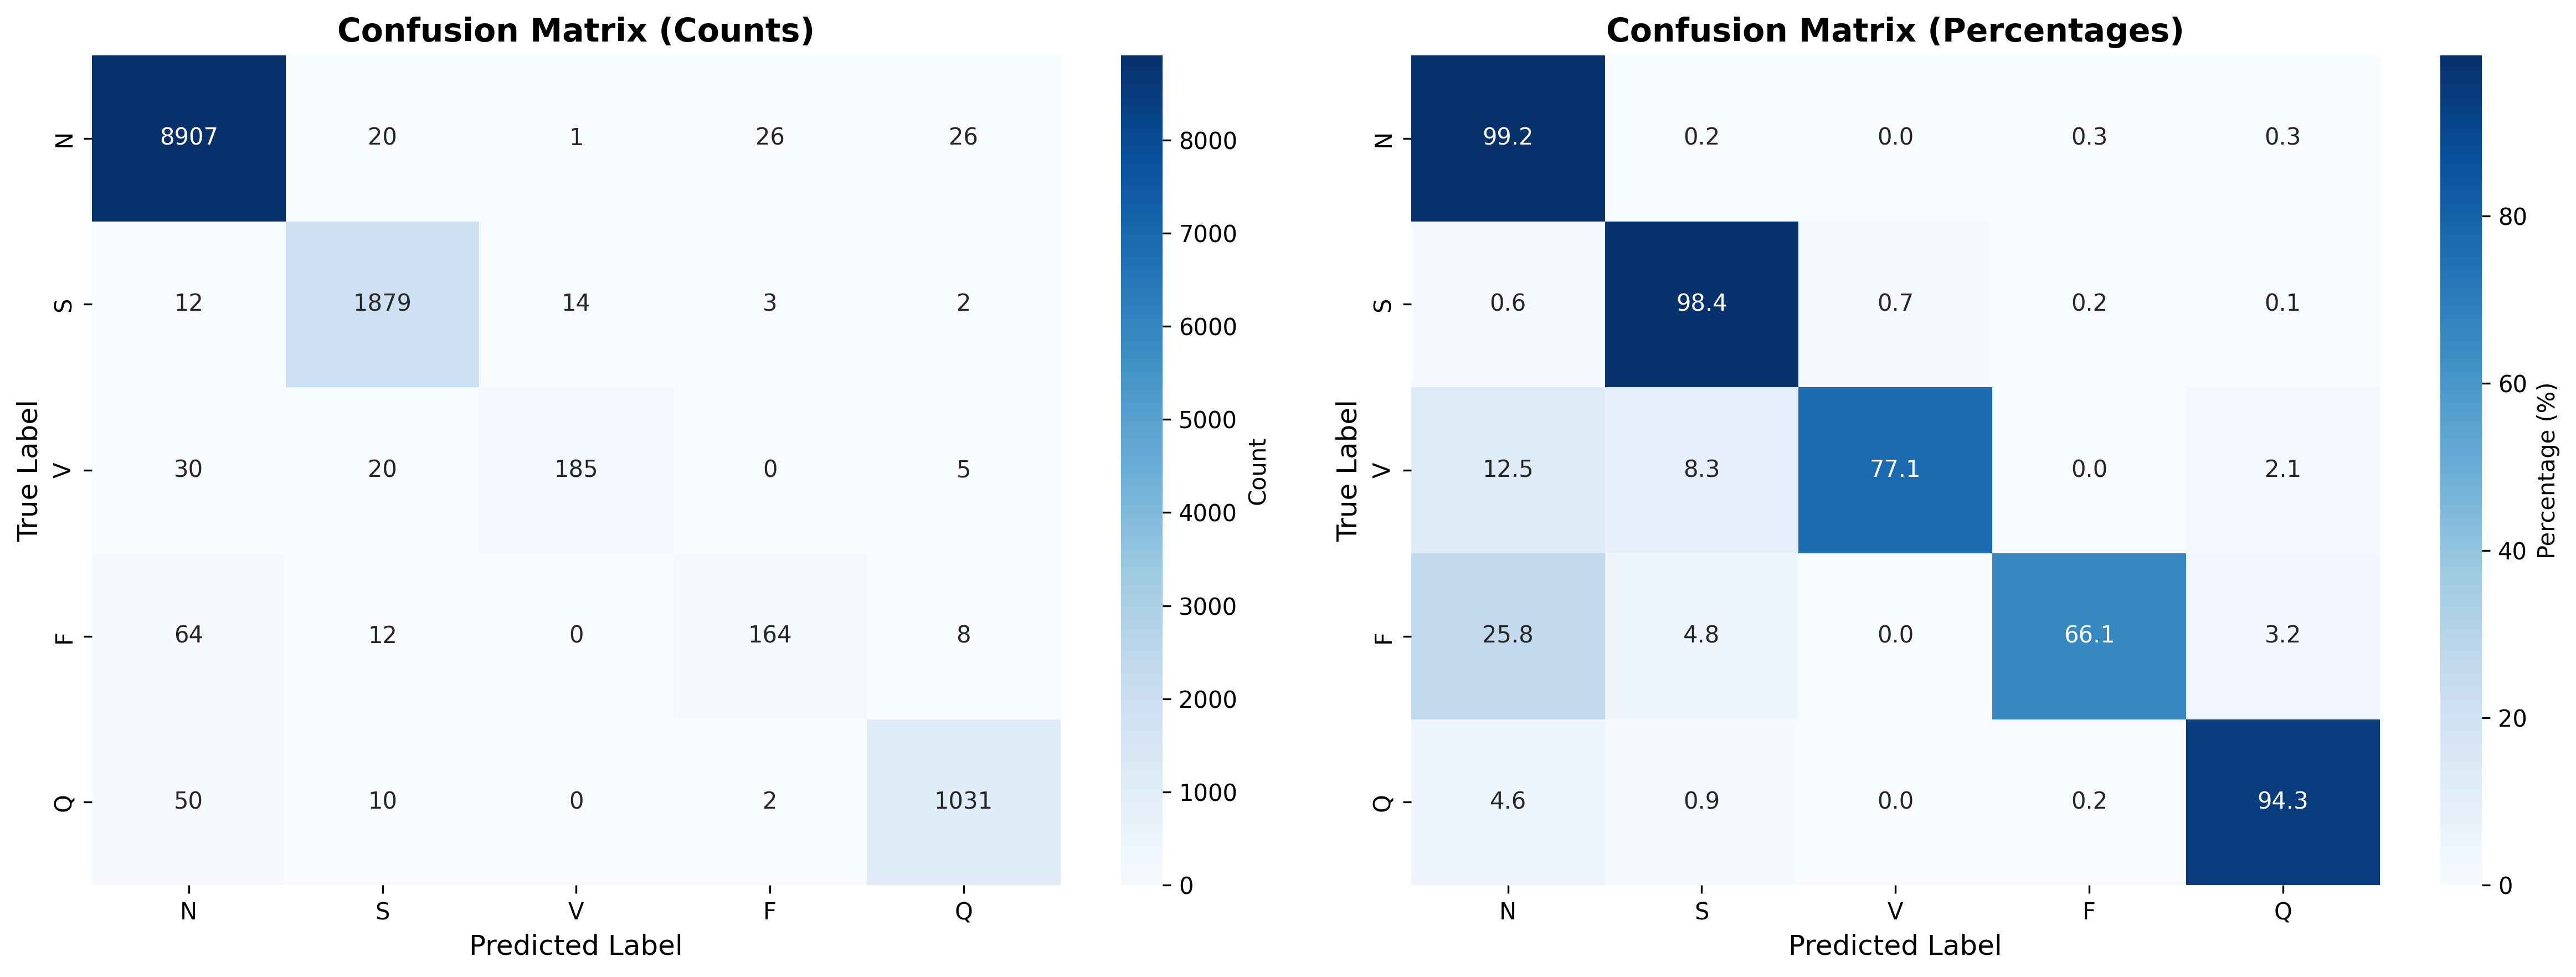 Confusion Matrix (Counts)
N 8907 20 1 26 26
S 12 1879 14 3 2
V 30 20 185 0 5
F 64 12 0 164 8
Q 50 10 0 2 1031
N S V F Q
True Label
Predicted Label
8000
7000
6000
5000
4000
3000
2000
1000
0
Count
Confusion Matrix (Percentages)
N 99.2 0.2 0.0 0.3 0.3
S 0.6 98.4 0.7 0.2 0.1
V 12.5 8.3 77.1 0.0 2.1
F 25.8 4.8 0.0 66.1 3.2
Q 4.6 0.9 0.0 0.2 94.3
N S V F Q
True Label
Predicted Label
80
60
40
20
0
Percentage (%)